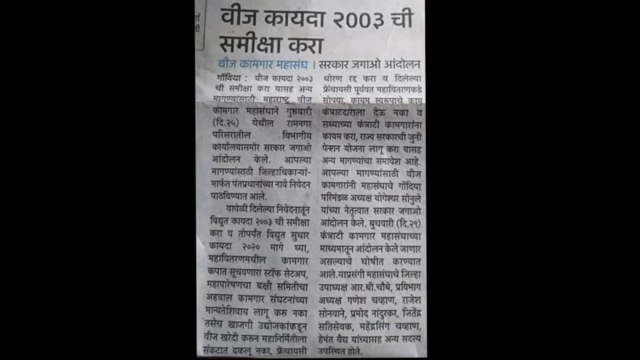 वीज कायदा २००३ ची
समीक्षा करा
वीज कामगार महासंघ । सरकार जगाओ आंदोलन
गोंदिया : वीज कायदा २००३
ची समीक्षा करा यासह अन्य
मागण्यांसाठी महाराष्ट्र वीज
कामगार महासंघाने गुरूवारी
(दि.२५) येथील रामनगर
परिसरातील विभागीय
कार्यालयासमोर सरकार जगाओ
आंदोलन केले. आपल्या
मागण्यांसाठी जिल्हाधिकाऱ्यां-
मार्फत पंतप्रधानांच्या नावे निवेदन
पाठविण्यात आले.
यावेळी दिलेल्या निवेदनातून
विद्युत कायदा २००३ ची समीक्षा
करा व तोपर्यंत विद्युत सुधार
कायदा २०२० मागे घ्या,
महावितरणमधील कामगार
कपात सूचवणारा स्टॉफ सेटअप,
महापारेषणचा पक्षी समितीचा
अहवाल कामगार संघटनांच्या
मान्यतेशिवाय लागू करू नका
तसेच खाजगी उद्योजकांकडून
वीज खरेदी करून महानिर्मितीला
संकटात ढकलू नका, फ्रेंचायसी
धोरण रद्द करा व दिलेल्या
फ्रेंचायसी पूर्ववत महावितरणकडे
सोपवा, कायम स्वरूपाचे काम
कंत्राटदाराला देऊ नका व
सध्याच्या कंत्राटी कामगारांना
कायम करा, राज्य सरकारची जुनी
पेन्शन योजना लागू करा यासह
अन्य मागण्यांचा समावेश आहे.
आपल्या मागण्यांसाठी वीज
कामगारांनी महासंघाचे गोंदिया
परिमंडळ अध्यक्ष योगेश्वर सोनुले
यांच्या नेतृत्वात सरकार जगाओ
आंदोलन केले. बुधवारी (दि.२९)
कंत्राटी कामगार महासंघाच्या
माध्यमातून आंदोलन केले जाणार
असल्याचे घोषीत करण्यात
आले.याप्रसंगी महासंघाचे जिल्हा
उपाध्यक्ष आर.बी.चौबे, प्रविभाग
अध्यक्ष गणेश चव्हाण, राजेश
सोनवाने, प्रमोद नांदुरकर, जितेंद्र
सतिसेवक, महेंद्रसिंग चव्हाण,
हेमंत वैद्य यांच्यासह अन्य सदस्य
उपस्थित होते.